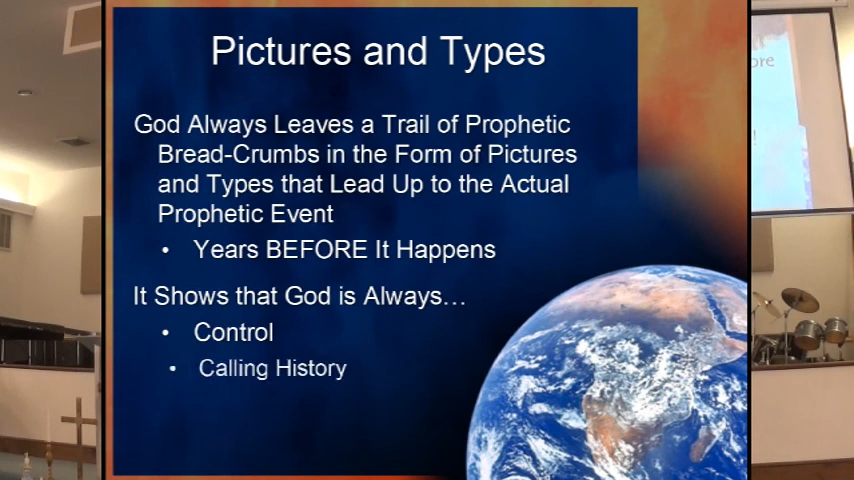 Pictures and Types
God Always Leaves a Trail of Prophetic
Bread-Crumbs in the Form of Pictures
and Types that Lead Up to the Actual
Prophetic Event
• Years BEFORE It Happens
It Shows that God is Always…
• Control
• Calling History